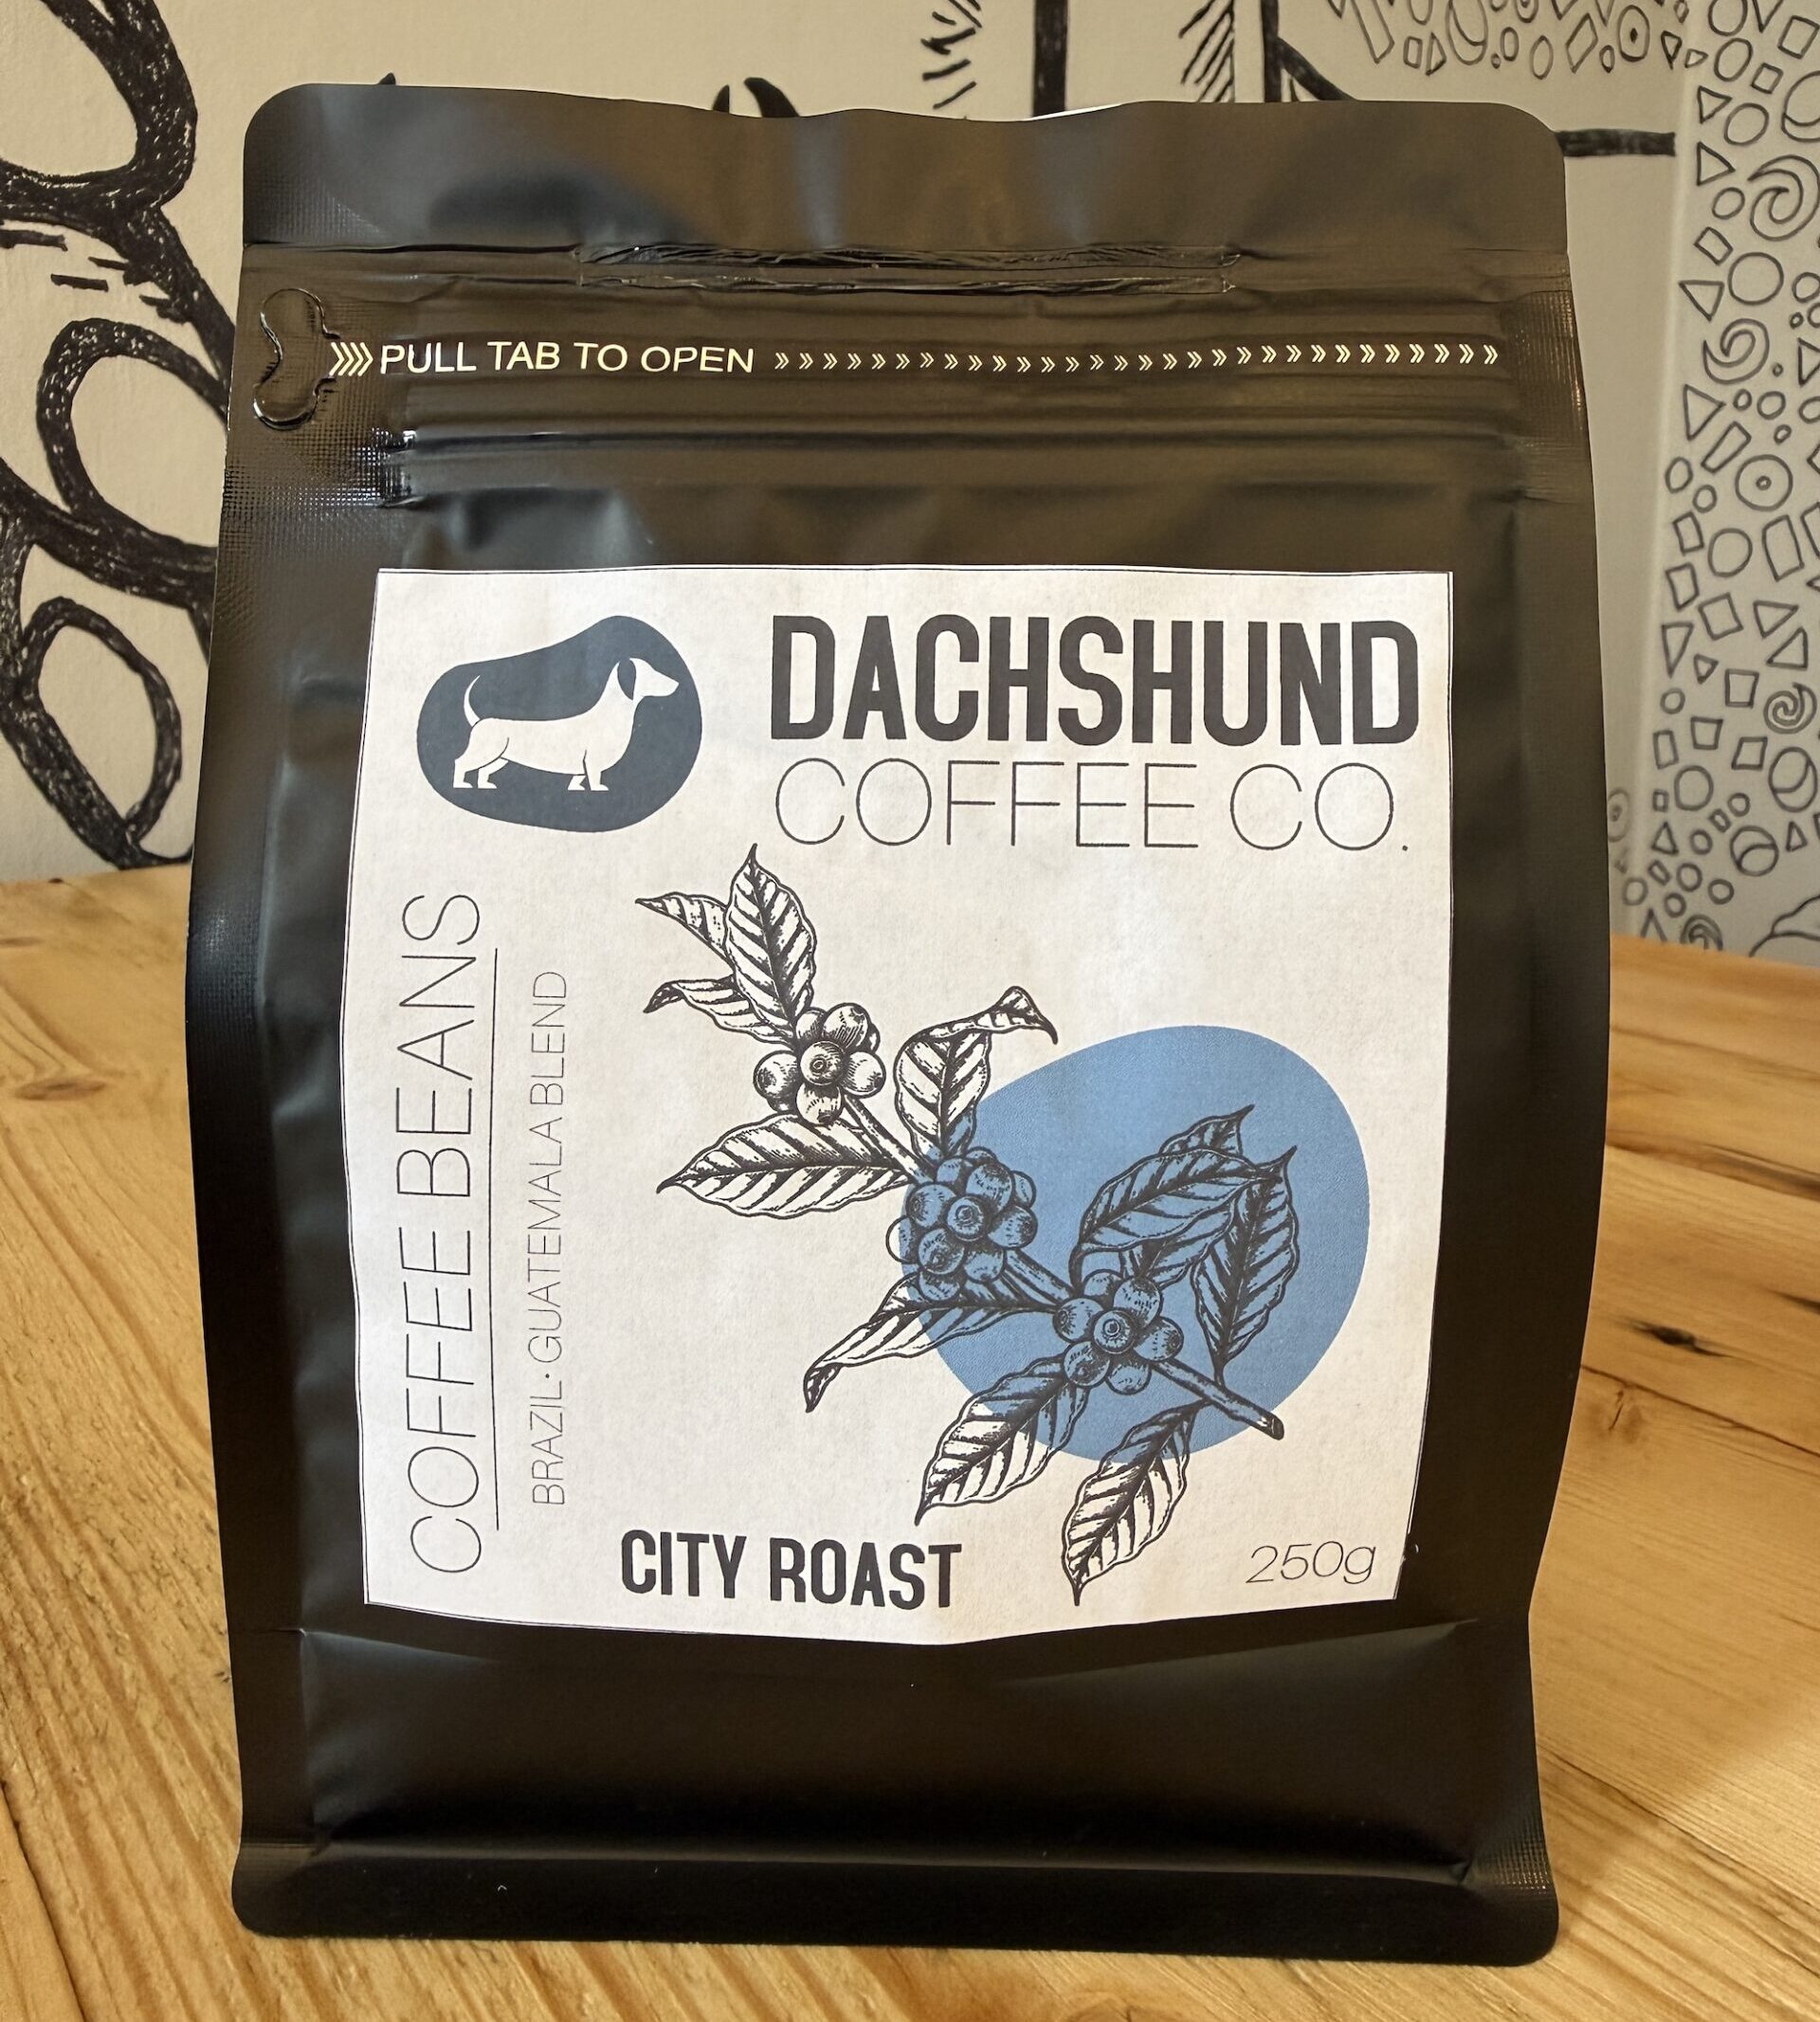 PULL TAB TO OPEN
DACHSHUND
COFFEE CO.
COFFEE BEANS
BRAZIL·GUATEMALA BLEND
CITY ROAST
250g